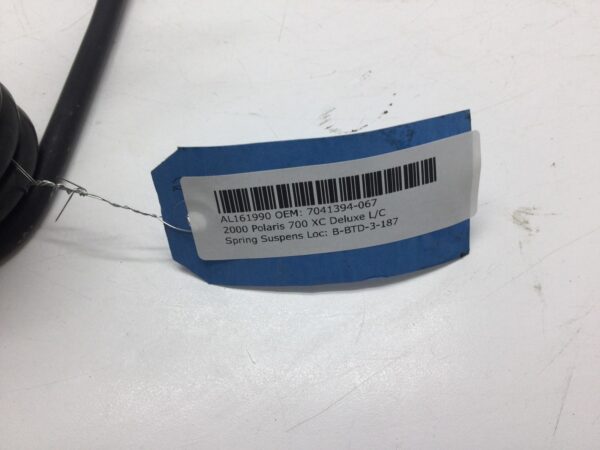 AL161990 OEM: 7041394-067
2000 Polaris 700 XC Deluxe L/C
Spring Suspens Loc: B-BTD-3-187